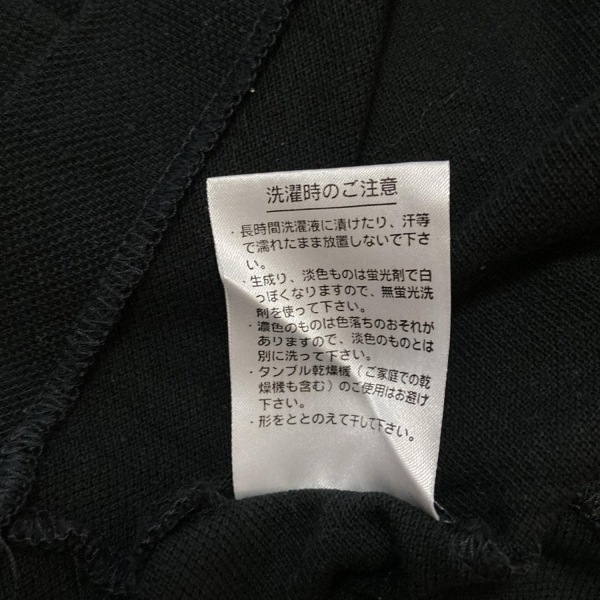 洗濯時のご注意
・長時間洗濯液に漬けたり、汗等
で濡れたまま放置しないで下さ
い。
・生成り、淡色ものは蛍光剤で白
っぽくなりますので、無蛍光洗
剤を使って下さい。
・濃色のものは色落ちのおそれが
ありますので、淡色のものとは
別に洗って下さい。
・タンブル乾燥機（ご家庭での乾
燥機も含む）のご使用はお避け
下さい。
・形をととのえて干して下さい。